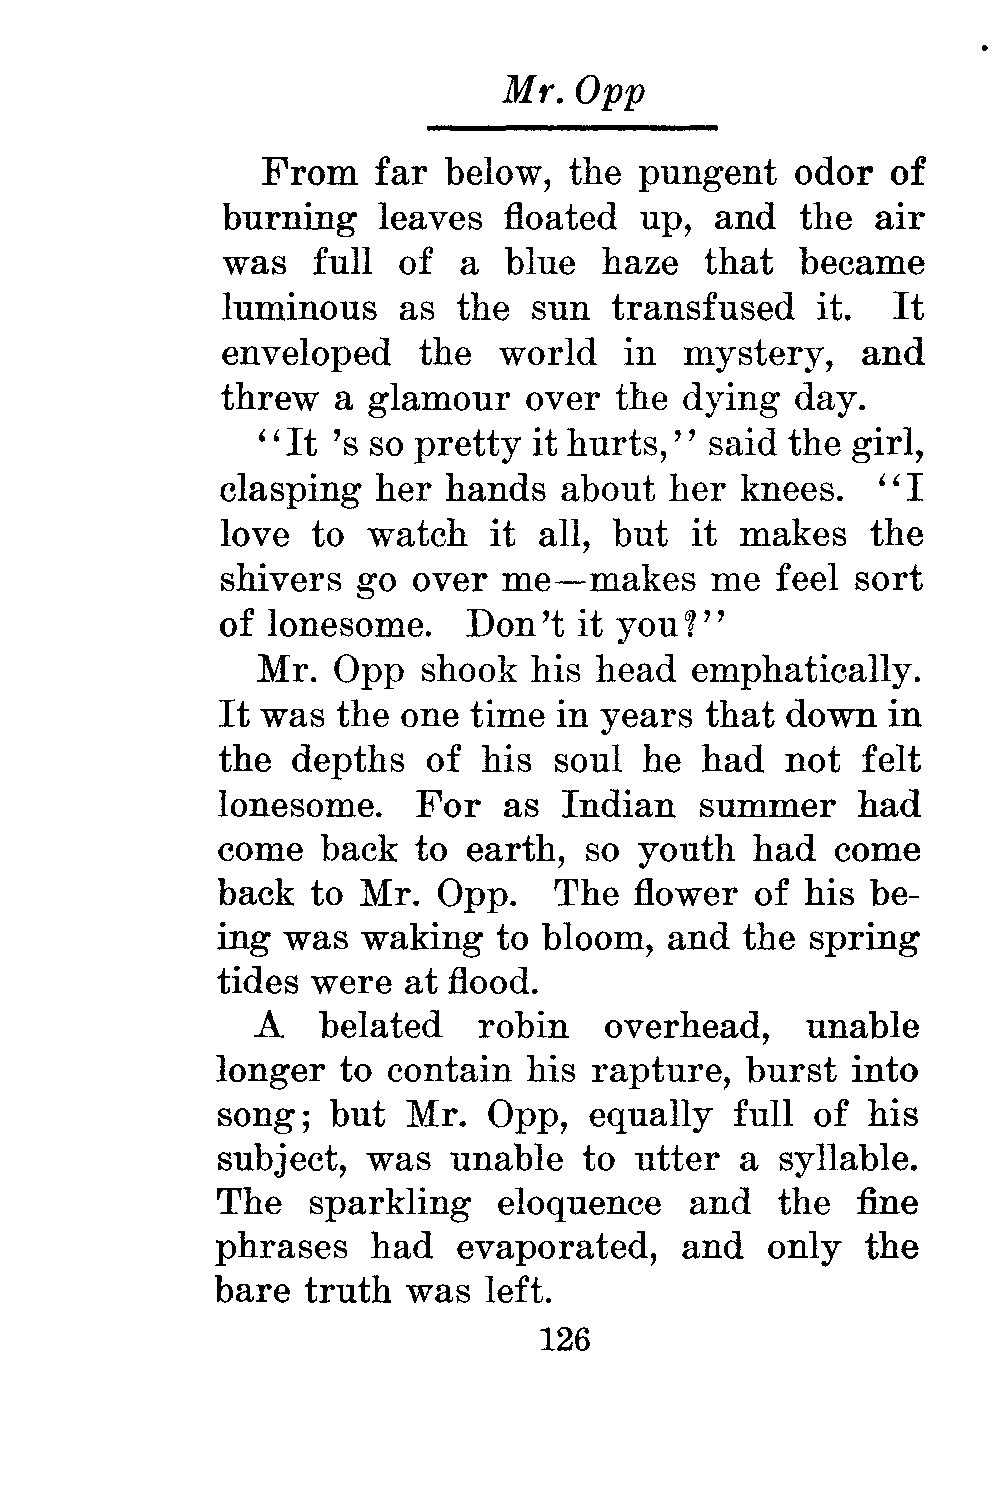 Mr. Opp
From far below, the pungent odor of
burning leaves floated up, and the air
was full of a blue haze that became
luminous as the sun transfused it. It
enveloped the world in mystery, and
threw a glamour over the dying day.
"It 's so pretty it hurts," said the girl,
clasping her hands about her knees. "I
love to watch it all, but it makes the
shivers go over me—makes me feel sort
of lonesome. Don't it you?"
Mr. Opp shook his head emphatically.
It was the one time in years that down in
the depths of his soul he had not felt
lonesome. For as Indian summer had
come back to earth, so youth had come
back to Mr. Opp. The flower of his be-
ing was waking to bloom, and the spring
tides were at flood.
A belated robin overhead, unable
longer to contain his rapture, burst into
song; but Mr. Opp, equally full of his
subject, was unable to utter a syllable.
The sparkling eloquence and the fine
phrases had evaporated, and only the
bare truth was left.
126